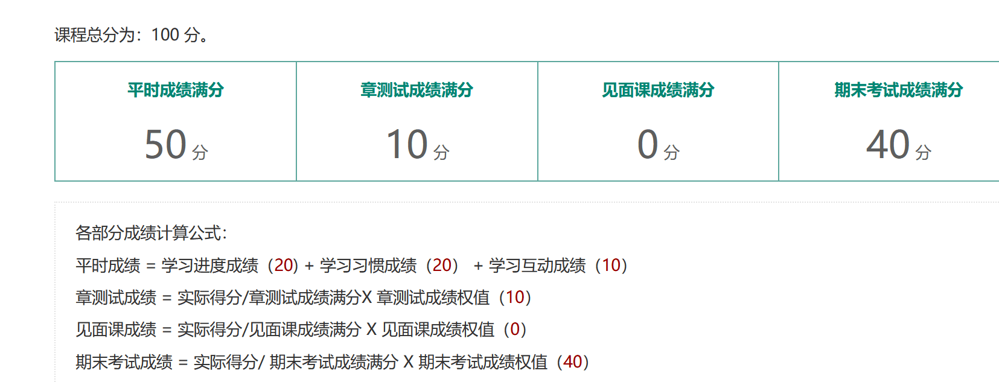 课程总分为：100 分。
平时成绩满分 章测试成绩满分 见面课成绩满分 期末考试成绩满分
50 分 10 分 0 分 40 分
各部分成绩计算公式：
平时成绩 = 学习进度成绩（20) + 学习习惯成绩（20） + 学习互动成绩（10）
章测试成绩 = 实际得分/章测试成绩满分X 章测试成绩权值（10）
见面课成绩 = 实际得分/见面课成绩满分 X 见面课成绩权值（0）
期末考试成绩 = 实际得分/ 期末考试成绩满分 X 期末考试成绩权值（40）